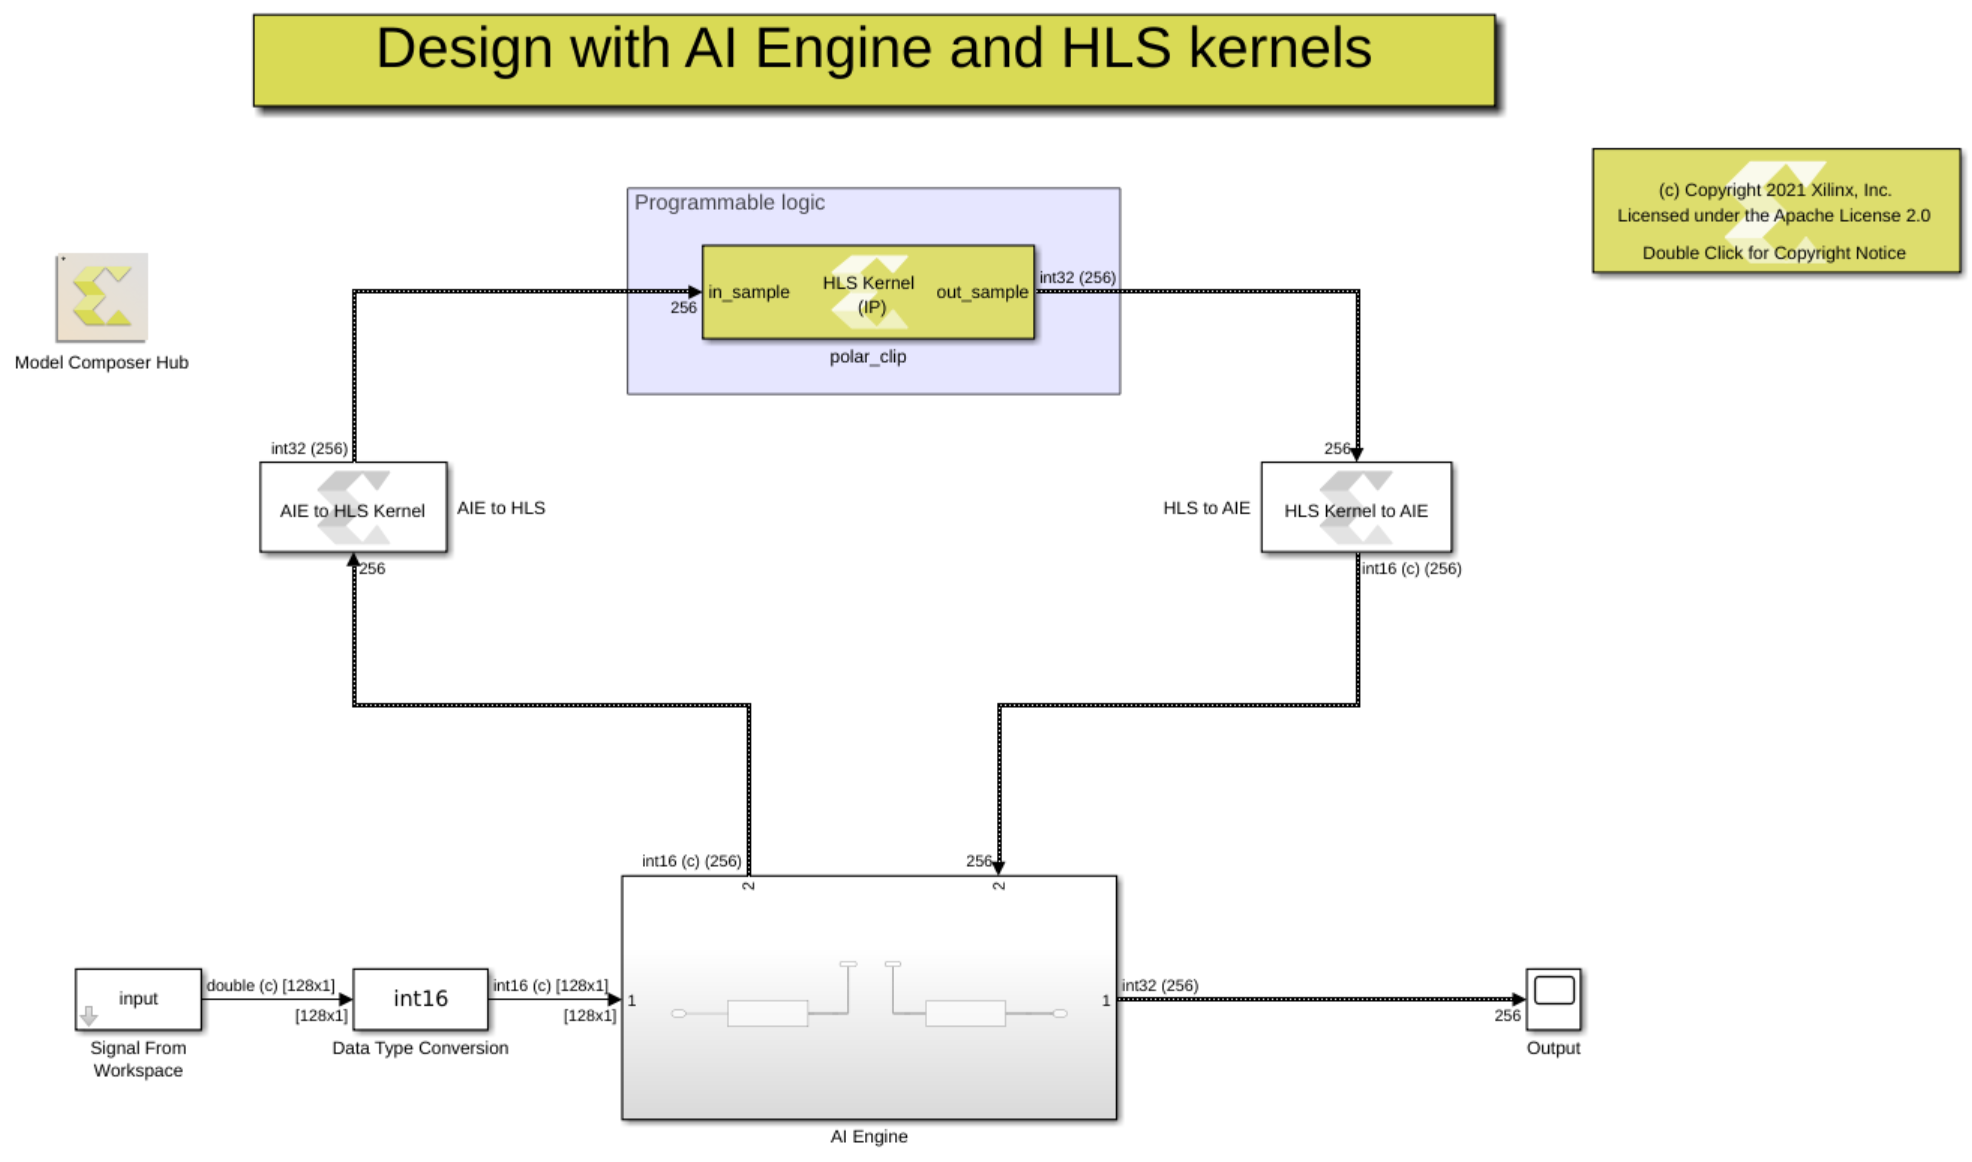 Design with AI Engine and HLS kernels
(c) Copyright 2021 Xilinx, Inc.
Licensed under the Apache License 2.0
Double Click for Copyright Notice
Programmable logic
in_sample
HLS Kernel
(IP)
out_sample
256
int32 (256)
polar_clip
Model Composer Hub
int32 (256)
AIE to HLS Kernel
AIE to HLS
256
256
HLS to AIE
HLS Kernel to AIE
int16 (c) (256)
int16 (c) (256)
256
2
2
input
Signal From
Workspace
double (c) [128x1]
[128x1]
int16
Data Type Conversion
int16 (c) [128x1]
[128x1]
1
1
AI Engine
int32 (256)
256
Output